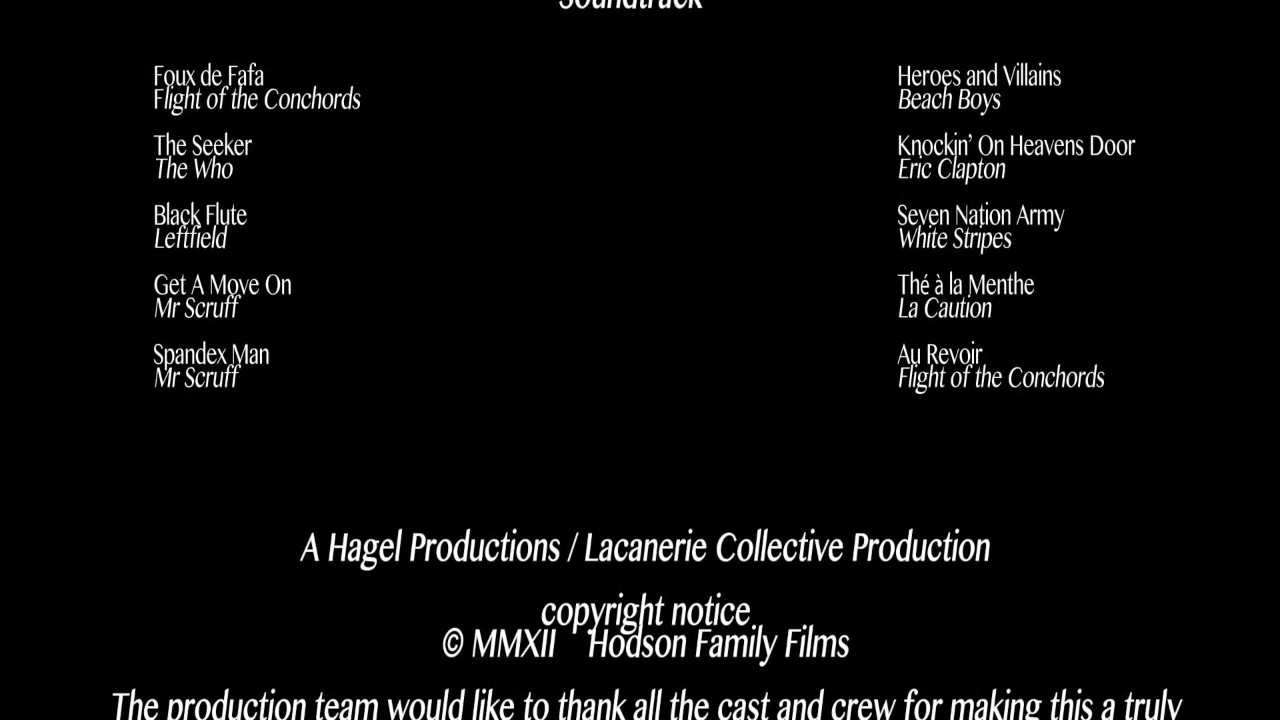 Soundtrack
Foux de Fafa
Flight of the Conchords
The Seeker
The Who
Black Flute
Leftfield
Get A Move On
Mr Scruff
Spandex Man
Mr Scruff
Heroes and Villains
Beach Boys
Knockin’ On Heavens Door
Eric Clapton
Seven Nation Army
White Stripes
Thé à la Menthe
La Caution
Au Revoir
Flight of the Conchords
A Hagel Productions / Lacanerie Collective Production
copyright notice
© MMXII Hodson Family Films
The production team would like to thank all the cast and crew for making this a truly